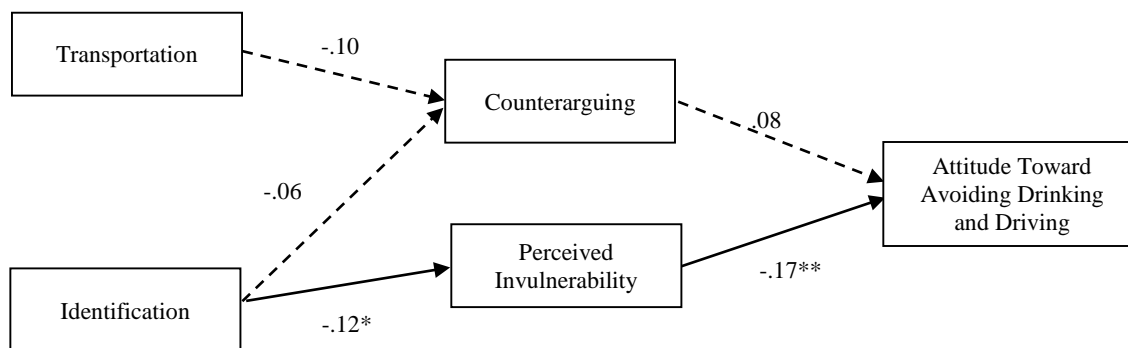 Transportation
-.10
Counterarguing
.08
Attitude Toward
Avoiding Drinking
and Driving
-.06
Perceived
Invulnerability
-.17**
Identification
-.12*